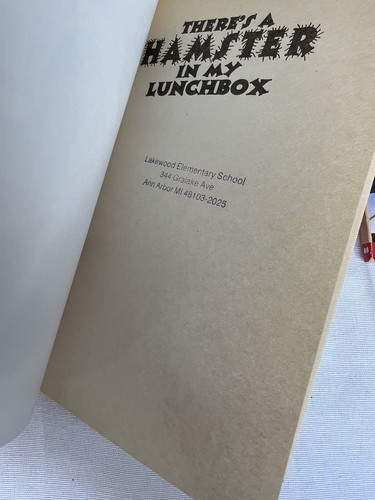 THERE'S A
HAMSTER
IN MY
LUNCHBOX
Lakewood Elementary School
344 Gralake Ave
Ann Arbor MI 48103-2025